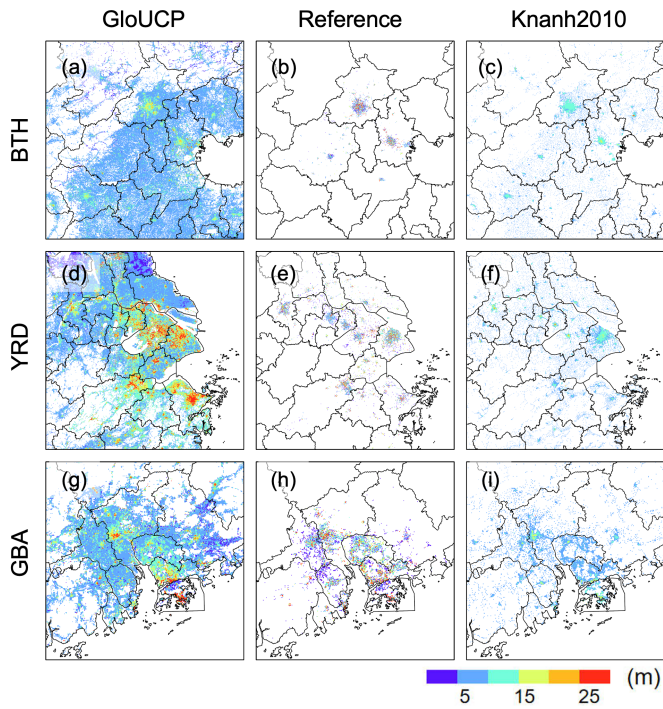 GloUCP Reference Knanh2010
BTH
(a) (b) (c)
YRD
(d) (e) (f)
GBA
(g) (h) (i)
5 15 25 (m)